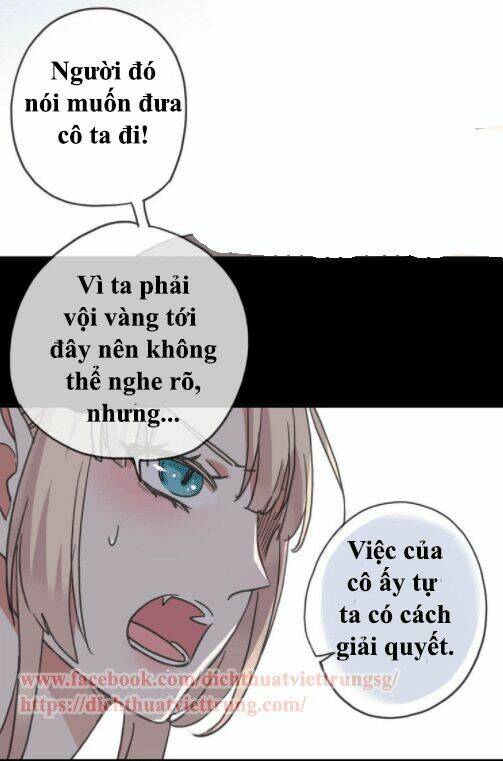 Người đó
nói muốn đưa
cô ta đi!
Vì ta phải
vội vàng tới
đây nên không
thể nghe rõ,
nhưng...
Việc của
cô ấy tự
ta có cách
giải quyết.
www.facebook.com/dichthuatviettrungsg/
https://dichthuatviettrung.com/